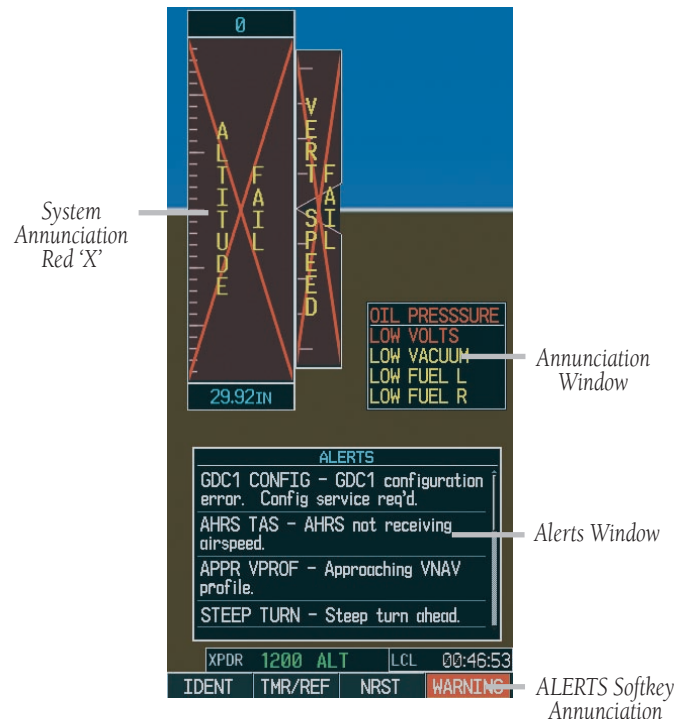 0
ALTITUDE FAIL
VERT SPEED FAIL
29.92IN
System
Annunciation
Red ‘X’
OIL PRESSSURE
LOW VOLTS
LOW VACUUM
LOW FUEL L
LOW FUEL R
Annunciation
Window
ALERTS
GDC1 CONFIG – GDC1 configuration
error. Config service req'd.
AHRS TAS – AHRS not receiving
airspeed.
APPR VPROF – Approaching VNAV
profile.
STEEP TURN – Steep turn ahead.
Alerts Window
XPDR 1200 ALT LCL 00:46:53
IDENT TMR/REF NRST WARNING
ALERTS Softkey
Annunciation